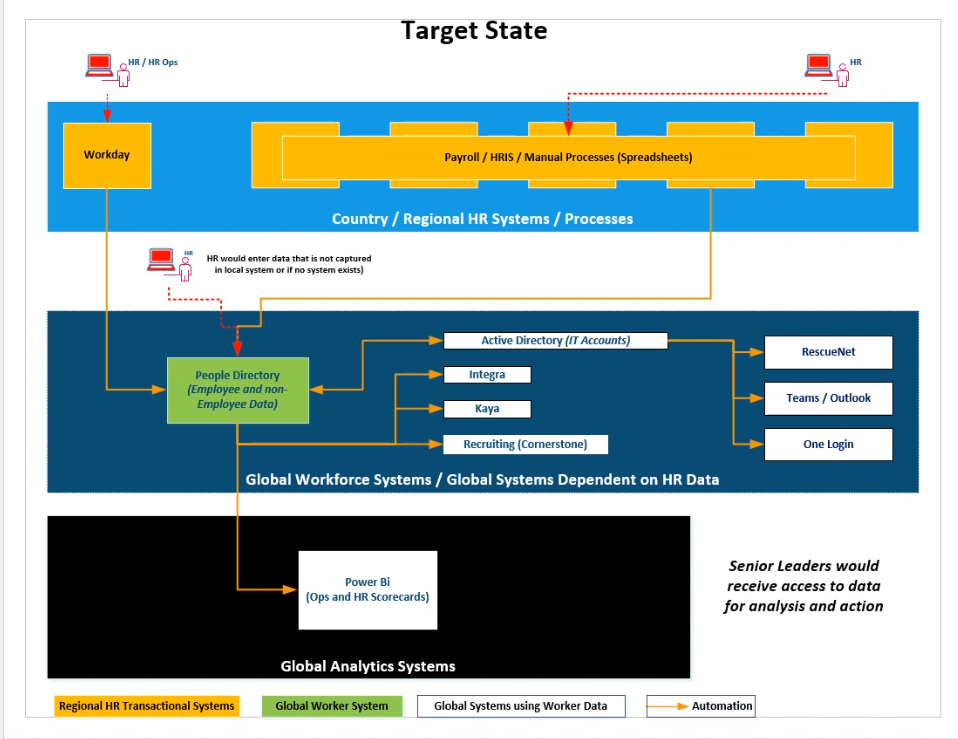 Target State
HR / HR Ops
HR
Workday
Payroll / HRIS / Manual Processes (Spreadsheets)
Country / Regional HR Systems / Processes
HR
HR would enter data that is not captured
in local system or if no system exists)
Active Directory (IT Accounts)
RescueNet
People Directory
(Employee and non-
Employee Data)
Integra
Teams / Outlook
Kaya
Recruiting (Cornerstone)
One Login
Global Workforce Systems / Global Systems Dependent on HR Data
Power Bi
(Ops and HR Scorecards)
Senior Leaders would
receive access to data
for analysis and action
Global Analytics Systems
Regional HR Transactional Systems
Global Worker System
Global Systems using Worker Data
Automation